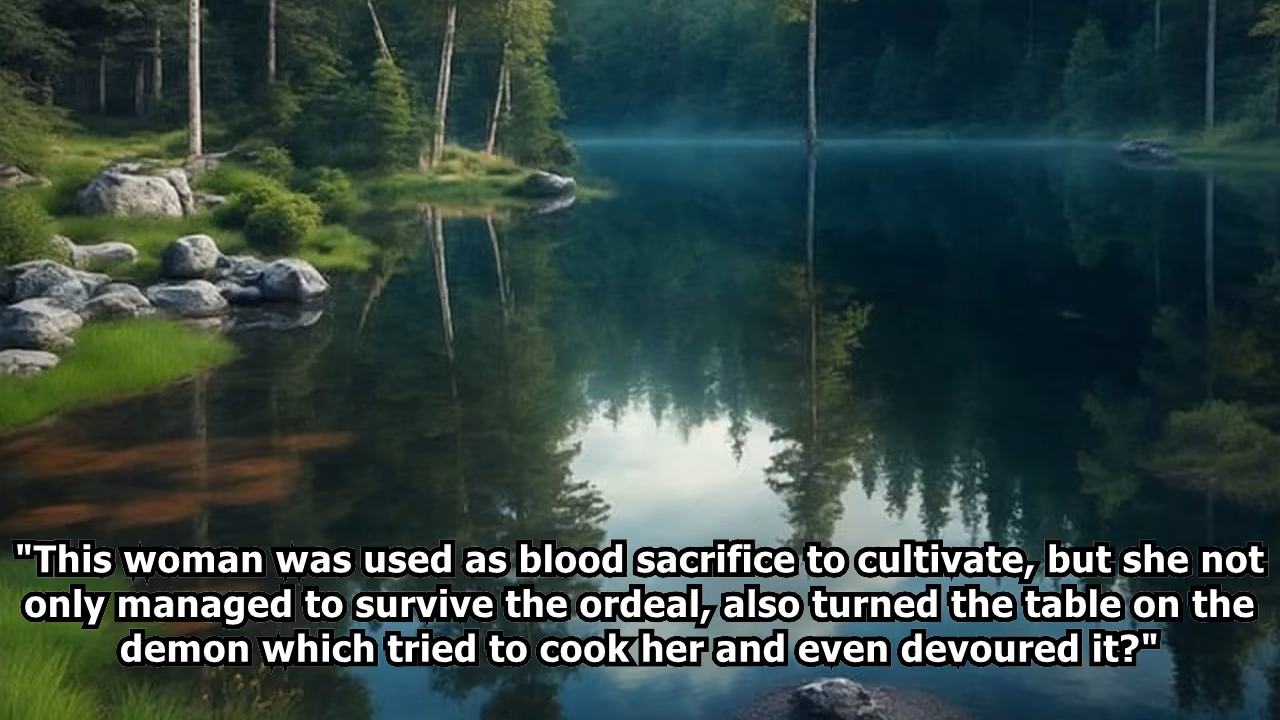 "This woman was used as blood sacrifice to cultivate, but she not
only managed to survive the ordeal, also turned the table on the
demon which tried to cook her and even devoured it?"